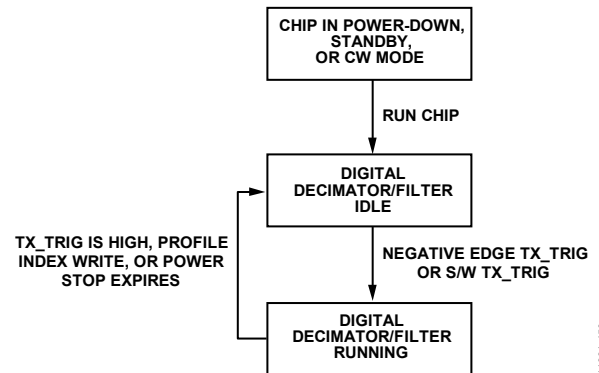 CHIP IN POWER-DOWN,
STANDBY,
OR CW MODE
RUN CHIP
DIGITAL
DECIMATOR/FILTER
IDLE
TX_TRIG IS HIGH, PROFILE
INDEX WRITE, OR POWER
STOP EXPIRES
NEGATIVE EDGE TX_TRIG
OR S/W TX_TRIG
DIGITAL
DECIMATOR/FILTER
RUNNING